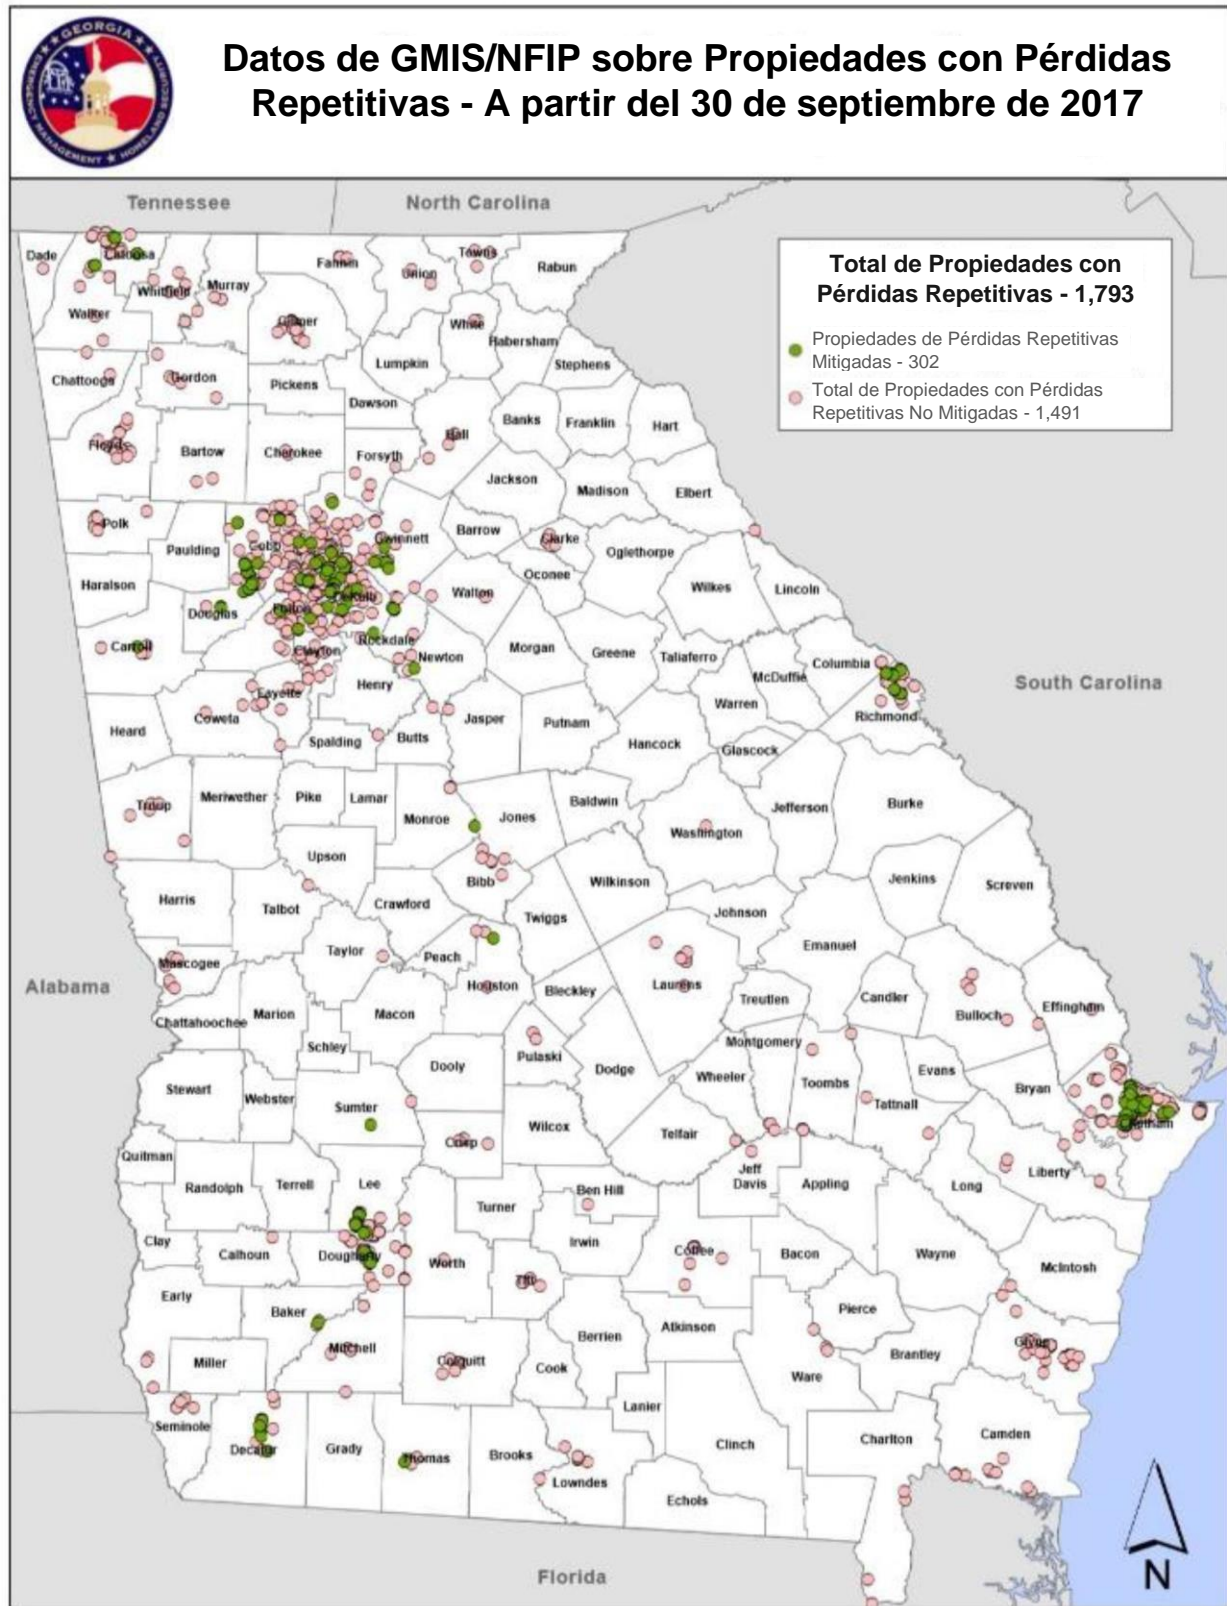 GEORGIA
EMERGENCY MANAGEMENT ★ HOMELAND SECURITY
Datos de GMIS/NFIP sobre Propiedades con Pérdidas
Repetitivas - A partir del 30 de septiembre de 2017
Tennessee
North Carolina
Total de Propiedades con
Pérdidas Repetitivas - 1,793
Propiedades de Pérdidas Repetitivas
Mitigadas - 302
Total de Propiedades con Pérdidas
Repetitivas No Mitigadas - 1,491
Dade
Catoosa
Fannin
Union
Towns
Rabun
Whitfield
Murray
Walker
Gilmer
White
Habersham
Lumpkin
Stephens
Chattooga
Gordon
Pickens
Dawson
Banks
Franklin
Hart
Floyd
Bartow
Cherokee
Forsyth
Hall
Jackson
Madison
Elbert
Polk
Paulding
Cobb
Gwinnett
Barrow
Clarke
Oglethorpe
Haralson
Oconee
Wilkes
Lincoln
Douglas
Fulton
DeKalb
Walton
Carroll
Clayton
Rockdale
Newton
Morgan
Greene
Taliaferro
Columbia
McDuffie
South Carolina
Heard
Coweta
Fayette
Henry
Jasper
Putnam
Warren
Richmond
Spalding
Butts
Hancock
Glascock
Troup
Meriwether
Pike
Lamar
Monroe
Jones
Baldwin
Washington
Jefferson
Burke
Upson
Bibb
Wilkinson
Jenkins
Screven
Harris
Talbot
Crawford
Twiggs
Johnson
Emanuel
Muscogee
Taylor
Peach
Alabama
Houston
Bleckley
Laurens
Treutlen
Candler
Bulloch
Effingham
Chattahoochee
Marion
Macon
Schley
Pulaski
Montgomery
Dooly
Dodge
Wheeler
Toombs
Evans
Bryan
Stewart
Webster
Sumter
Tattnall
Chatham
Crisp
Wilcox
Telfair
Quitman
Randolph
Terrell
Lee
Ben Hill
Jeff
Davis
Appling
Long
Liberty
Turner
Clay
Calhoun
Dougherty
Worth
Irwin
Coffee
Bacon
Wayne
McIntosh
Tift
Early
Baker
Pierce
Mitchell
Berrien
Atkinson
Glynn
Miller
Colquitt
Cook
Brantley
Ware
Seminole
Lanier
Decatur
Grady
Thomas
Brooks
Clinch
Charlton
Camden
Lowndes
Echols
Florida
N